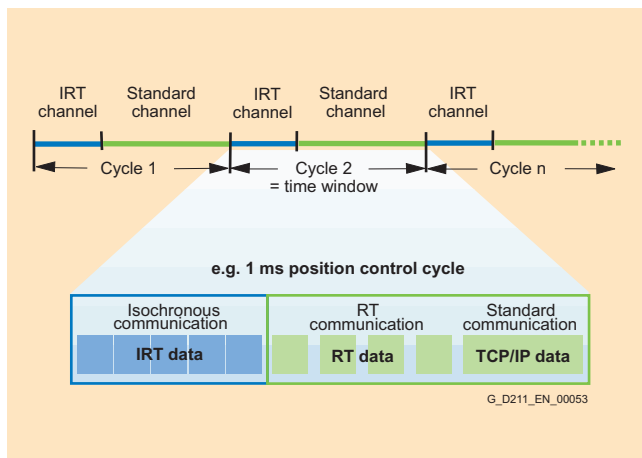 IRT
channel
Standard
channel
IRT
channel
Standard
channel
IRT
channel
Cycle 1
Cycle 2
= time window
Cycle n
e.g. 1 ms position control cycle
Isochronous
communication
IRT data
RT
communication
RT data
Standard
communication
TCP/IP data
G_D211_EN_00053